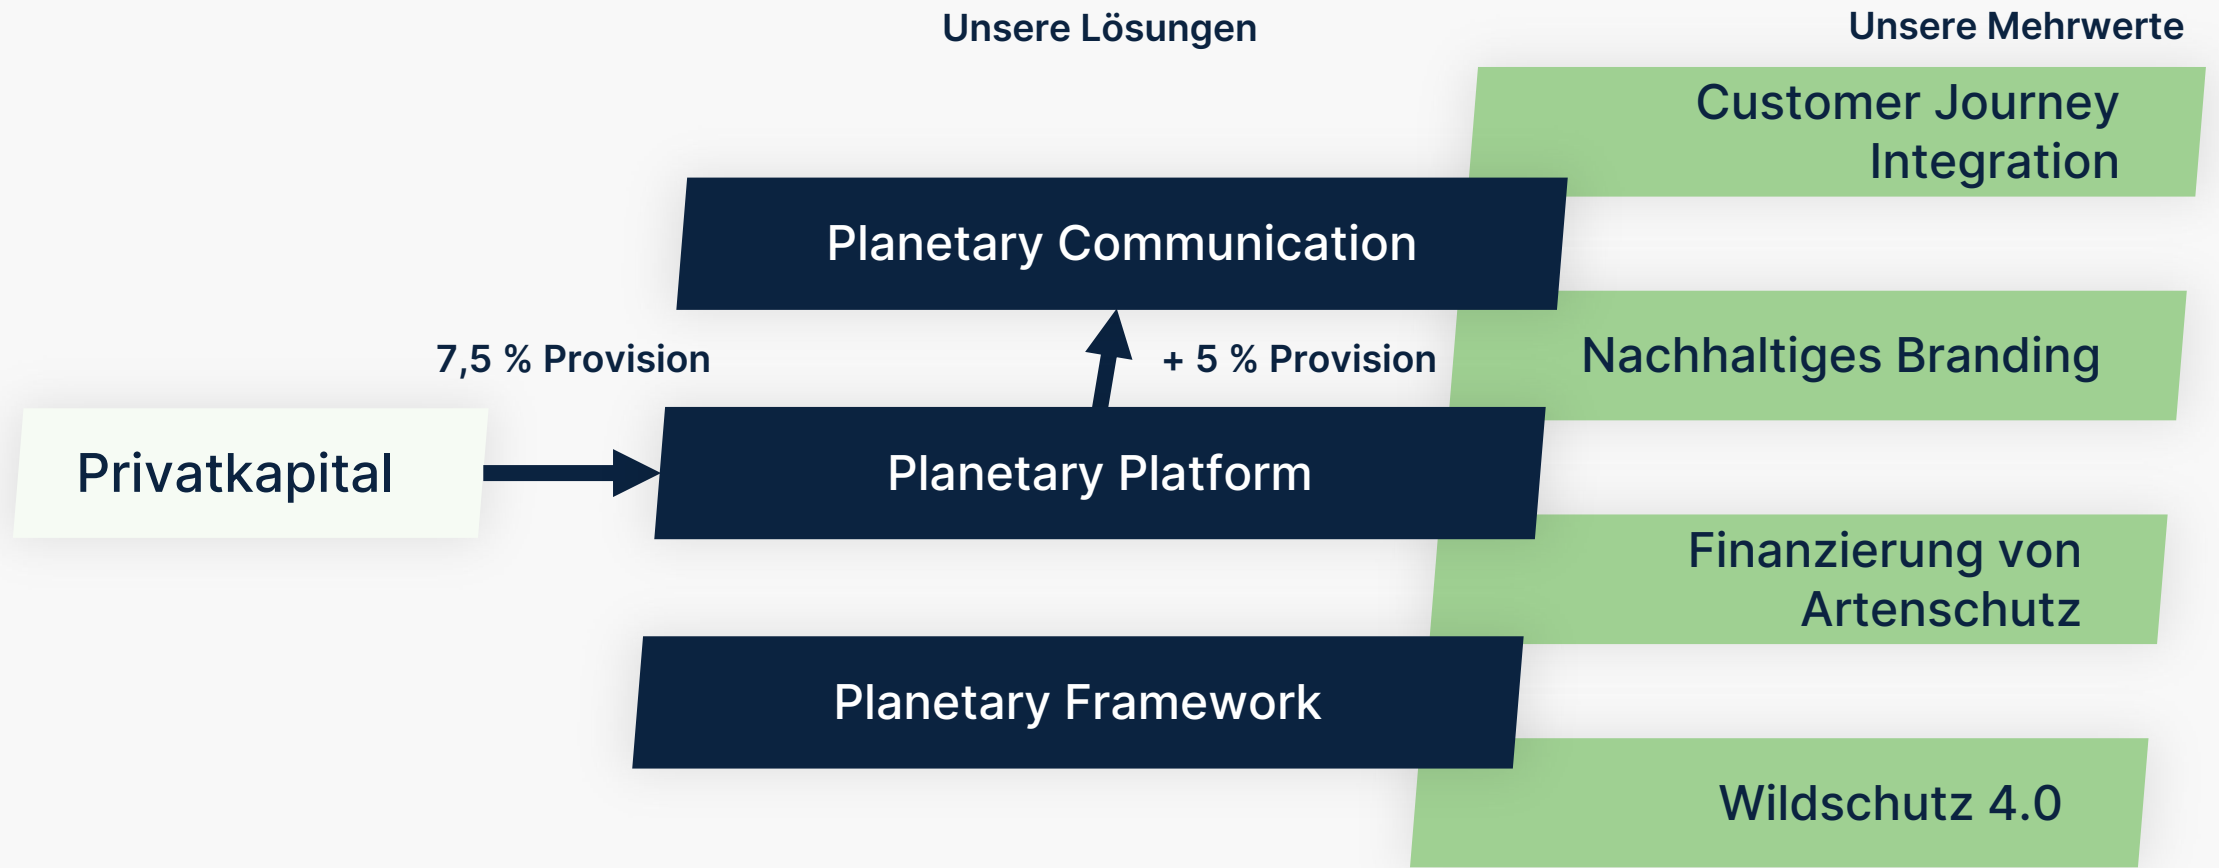 Unsere Lösungen
Unsere Mehrwerte
Customer Journey
Integration
Planetary Communication
7,5 % Provision
+ 5 % Provision
Nachhaltiges Branding
Privatkapital
Planetary Platform
Finanzierung von
Artenschutz
Planetary Framework
Wildschutz 4.0